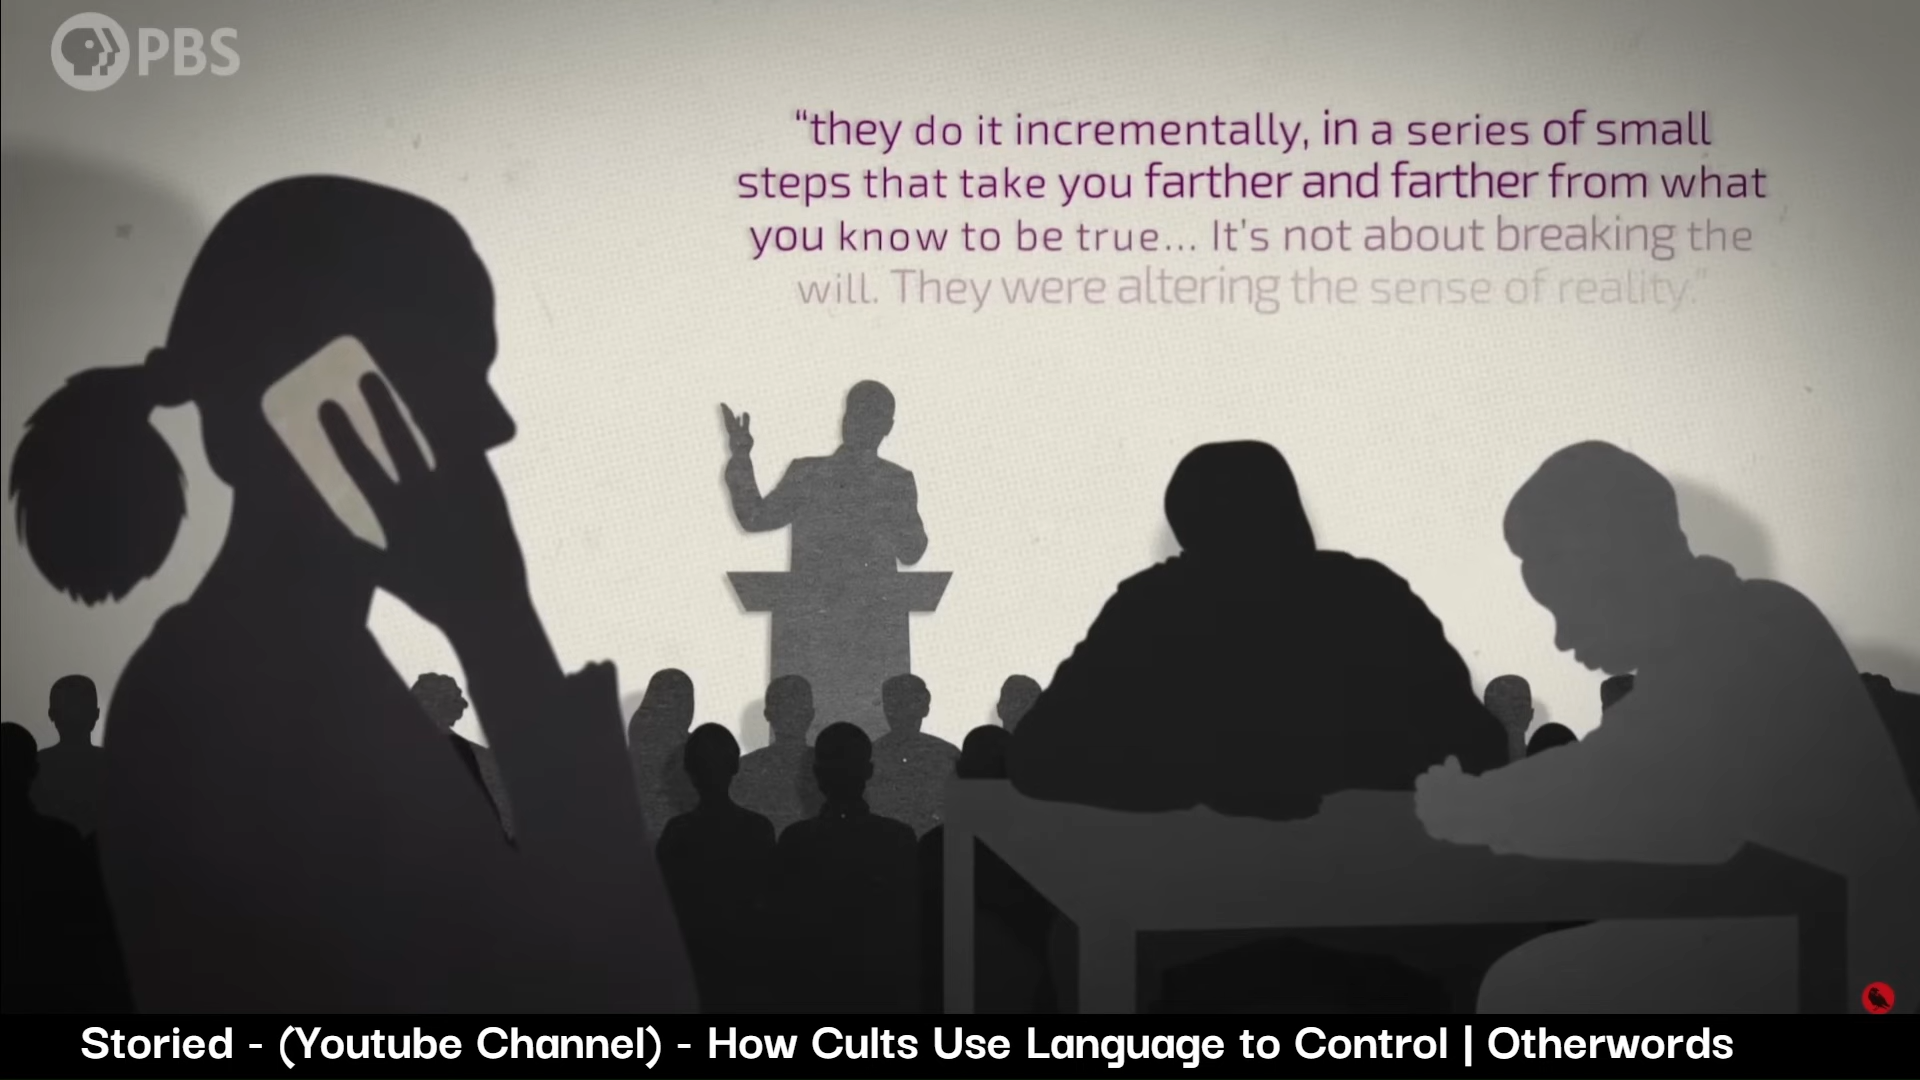 PBS
“they do it incrementally, in a series of small
steps that take you farther and farther from what
you know to be true... It's not about breaking the
will. They were altering the sense of reality.”
Storied - (Youtube Channel) - How Cults Use Language to Control | Otherwords